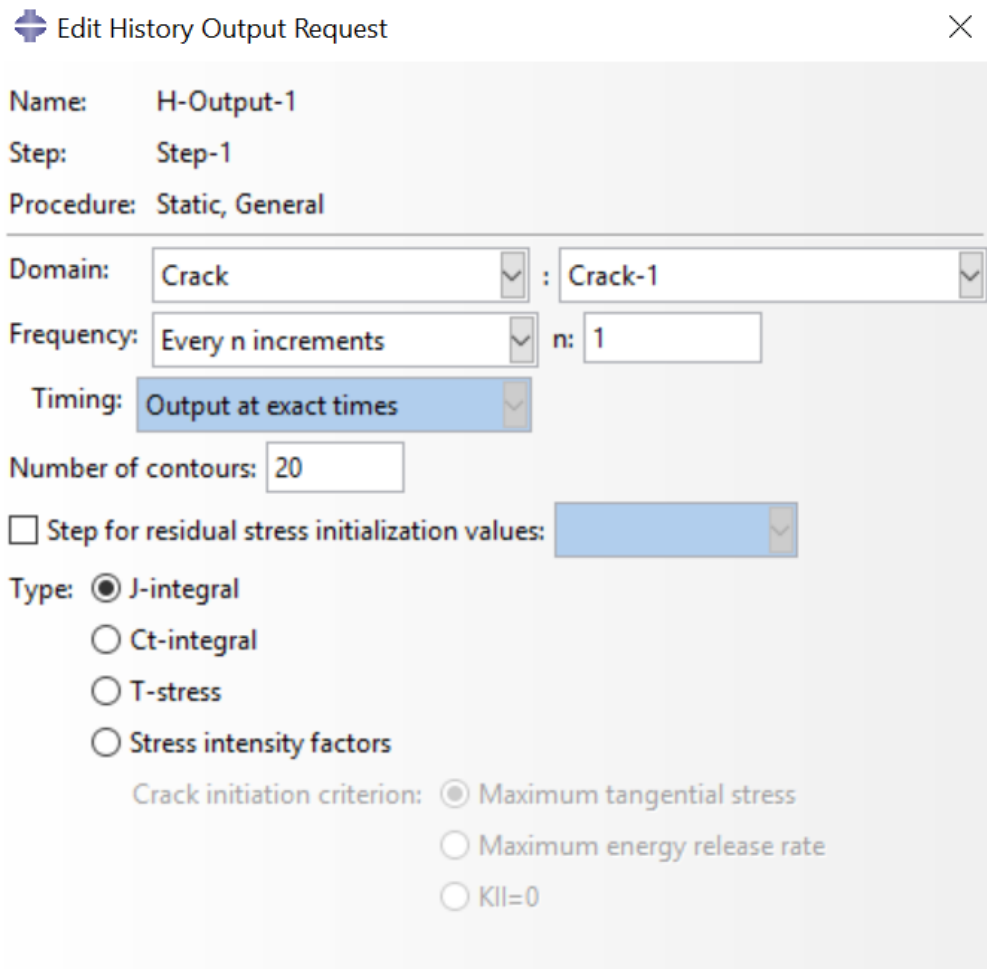 Edit History Output Request
Name: H-Output-1
Step: Step-1
Procedure: Static, General
Domain: Crack : Crack-1
Frequency: Every n increments n: 1
Timing: Output at exact times
Number of contours: 20
Step for residual stress initialization values:
Type: J-integral
Ct-integral
T-stress
Stress intensity factors
Crack initiation criterion: Maximum tangential stress
Maximum energy release rate
KII=0